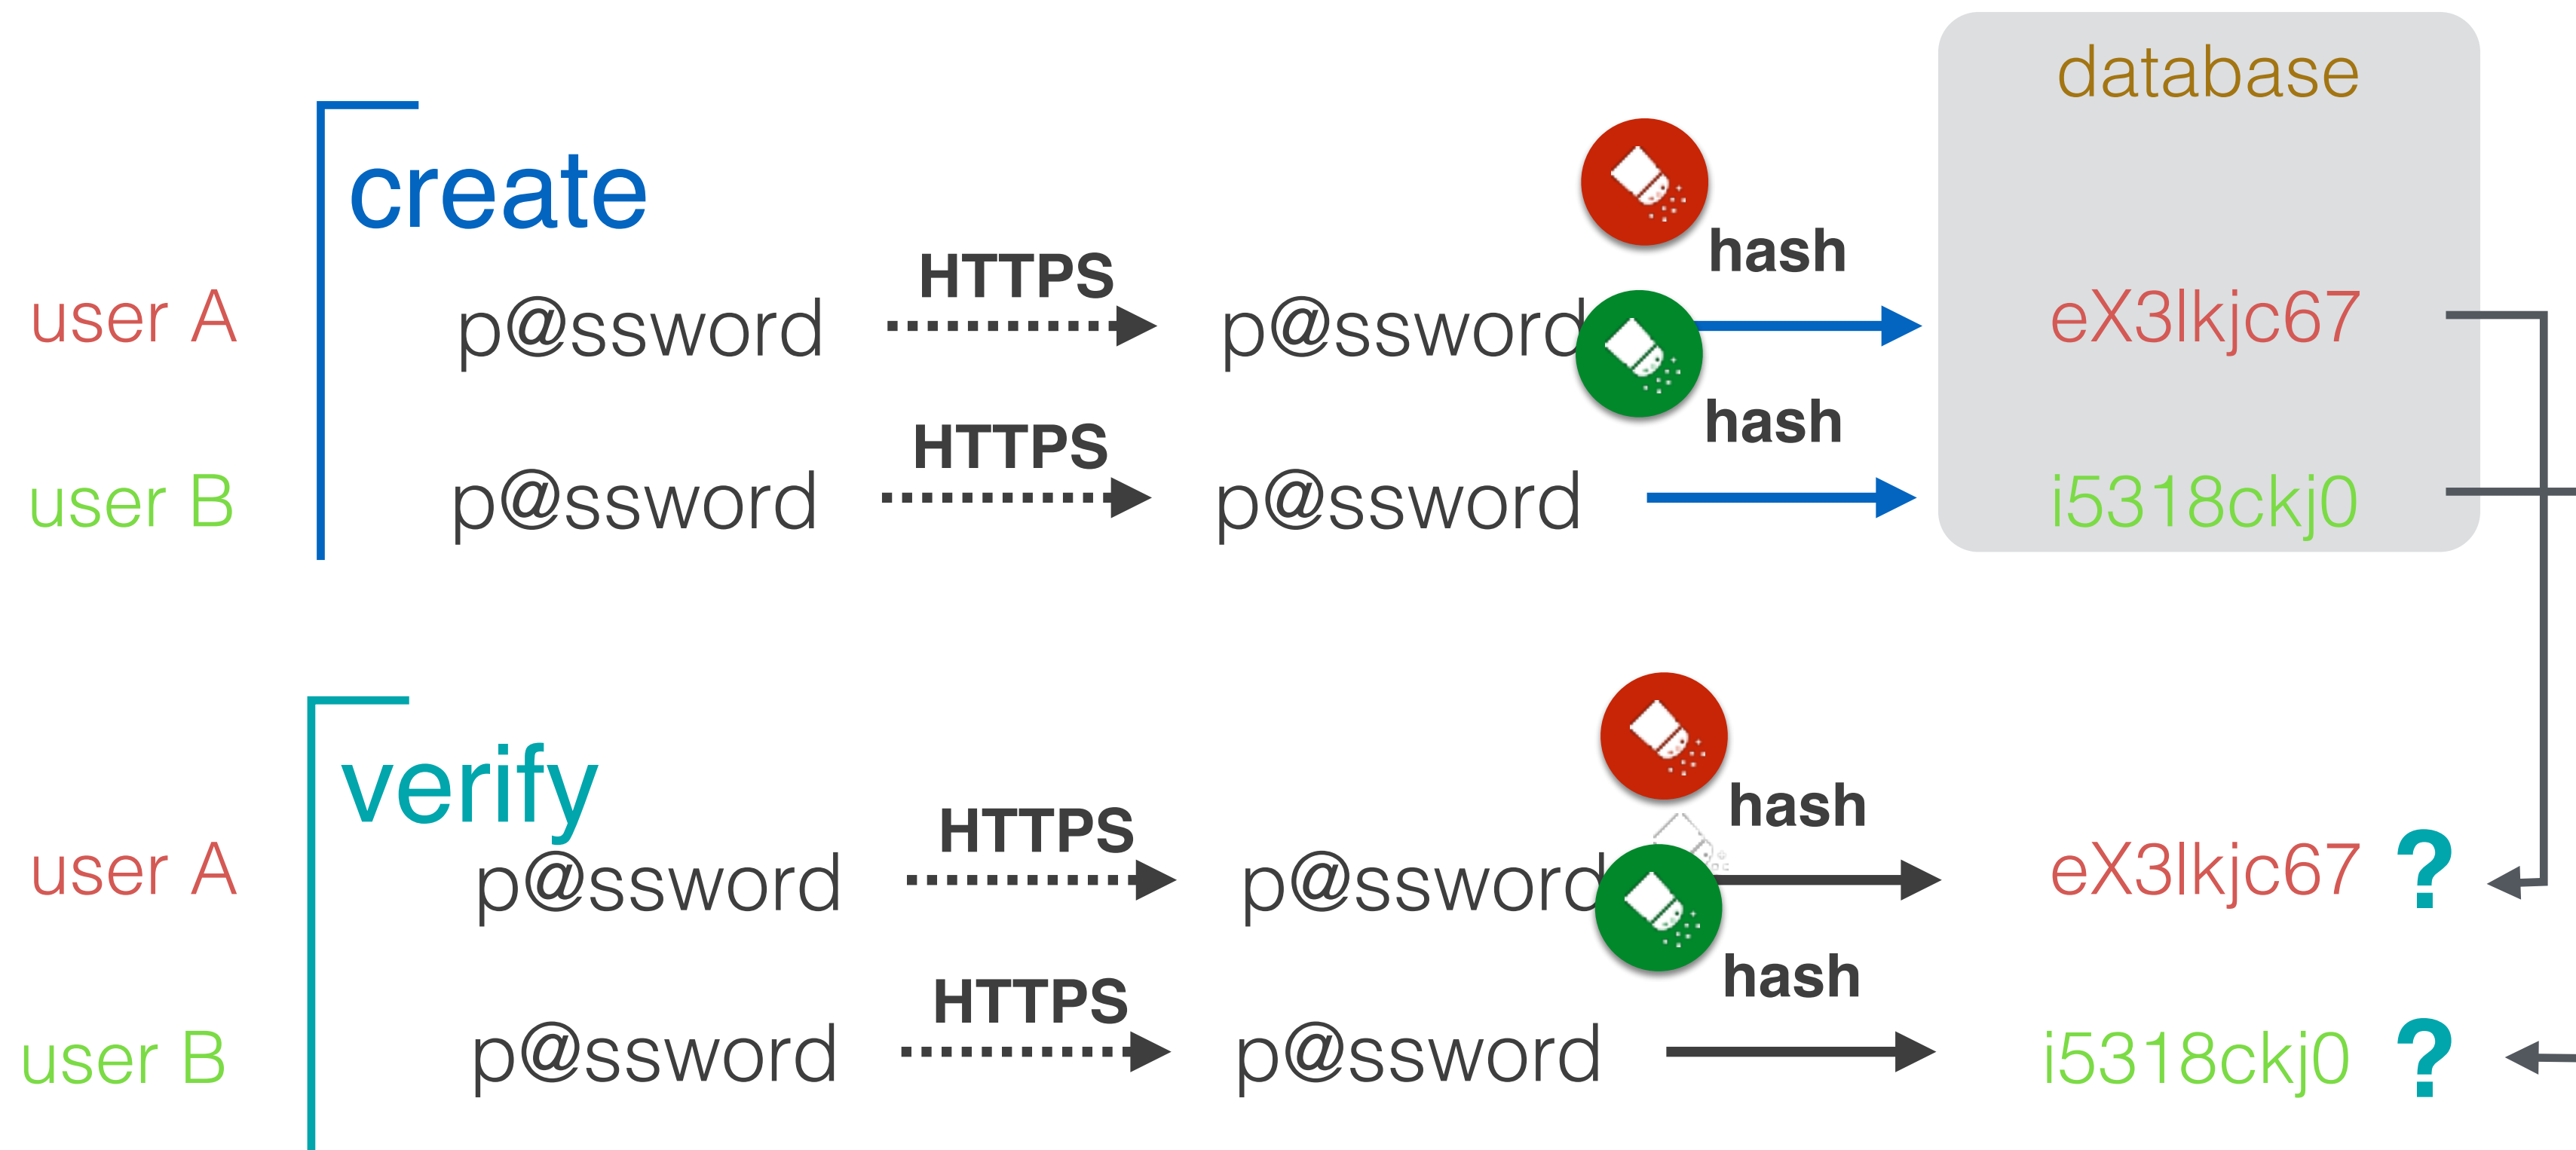 database
create
user A p@ssword HTTPS p@ssword hash eX3lkjc67
user B p@ssword HTTPS p@ssword hash i5318ckj0
verify
user A p@ssword HTTPS p@ssword hash eX3lkjc67 ?
user B p@ssword HTTPS p@ssword hash i5318ckj0 ?